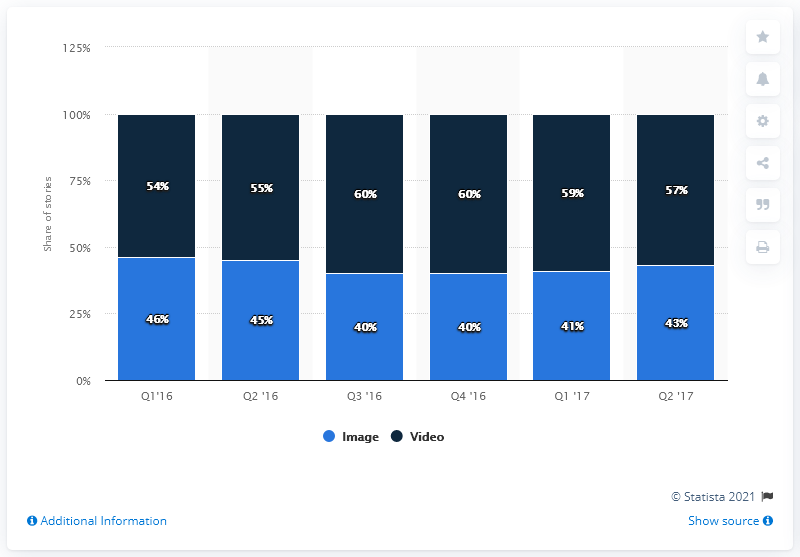 125%
100%
75%
50%
25%
0%
Share of stories
54% 55% 60% 60% 59% 57%
46% 45% 40% 40% 41% 43%
Q1'16 Q2 '16 Q3 '16 Q4 '16 Q1 '17 Q2 '17
Image Video
© Statista 2021
Additional Information Show source